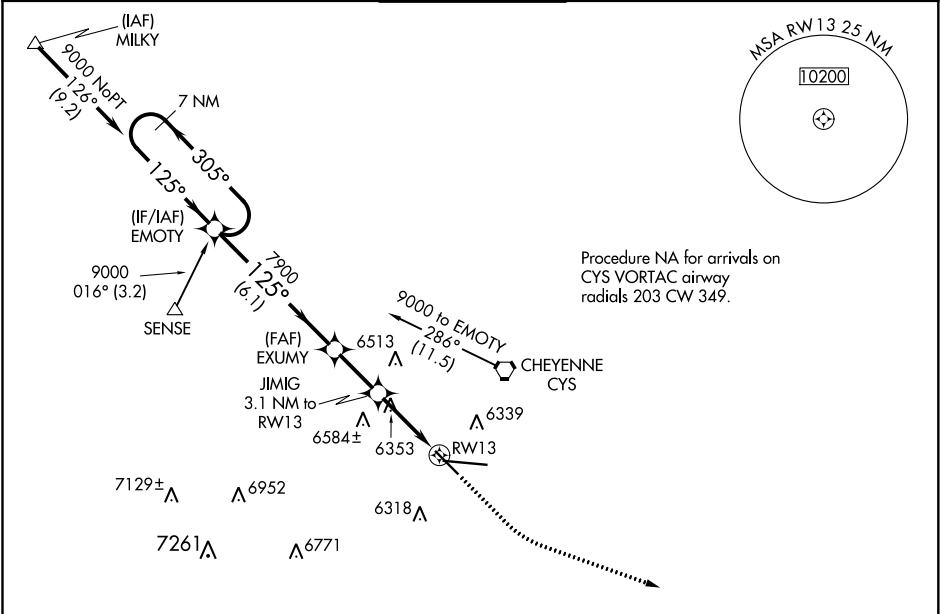 (IAF)
MILKY
9000 NoPT
126°
(9.2)
7 NM
305°
125°
(IF/IAF)
EMOTY
9000
016° (3.2)
SENSE
7900
125°
(6.1)
(FAF)
EXUMY
6513
9000 to EMOTY
286°
(11.5)
CHEYENNE
CYS
JIMIG
3.1 NM to
RW13
6584±
6353
6339
RW13
7129±
6952
6318
7261
6771
MSA RW13 25 NM
10200
Procedure NA for arrivals on
CYS VORTAC airway
radials 203 CW 349.